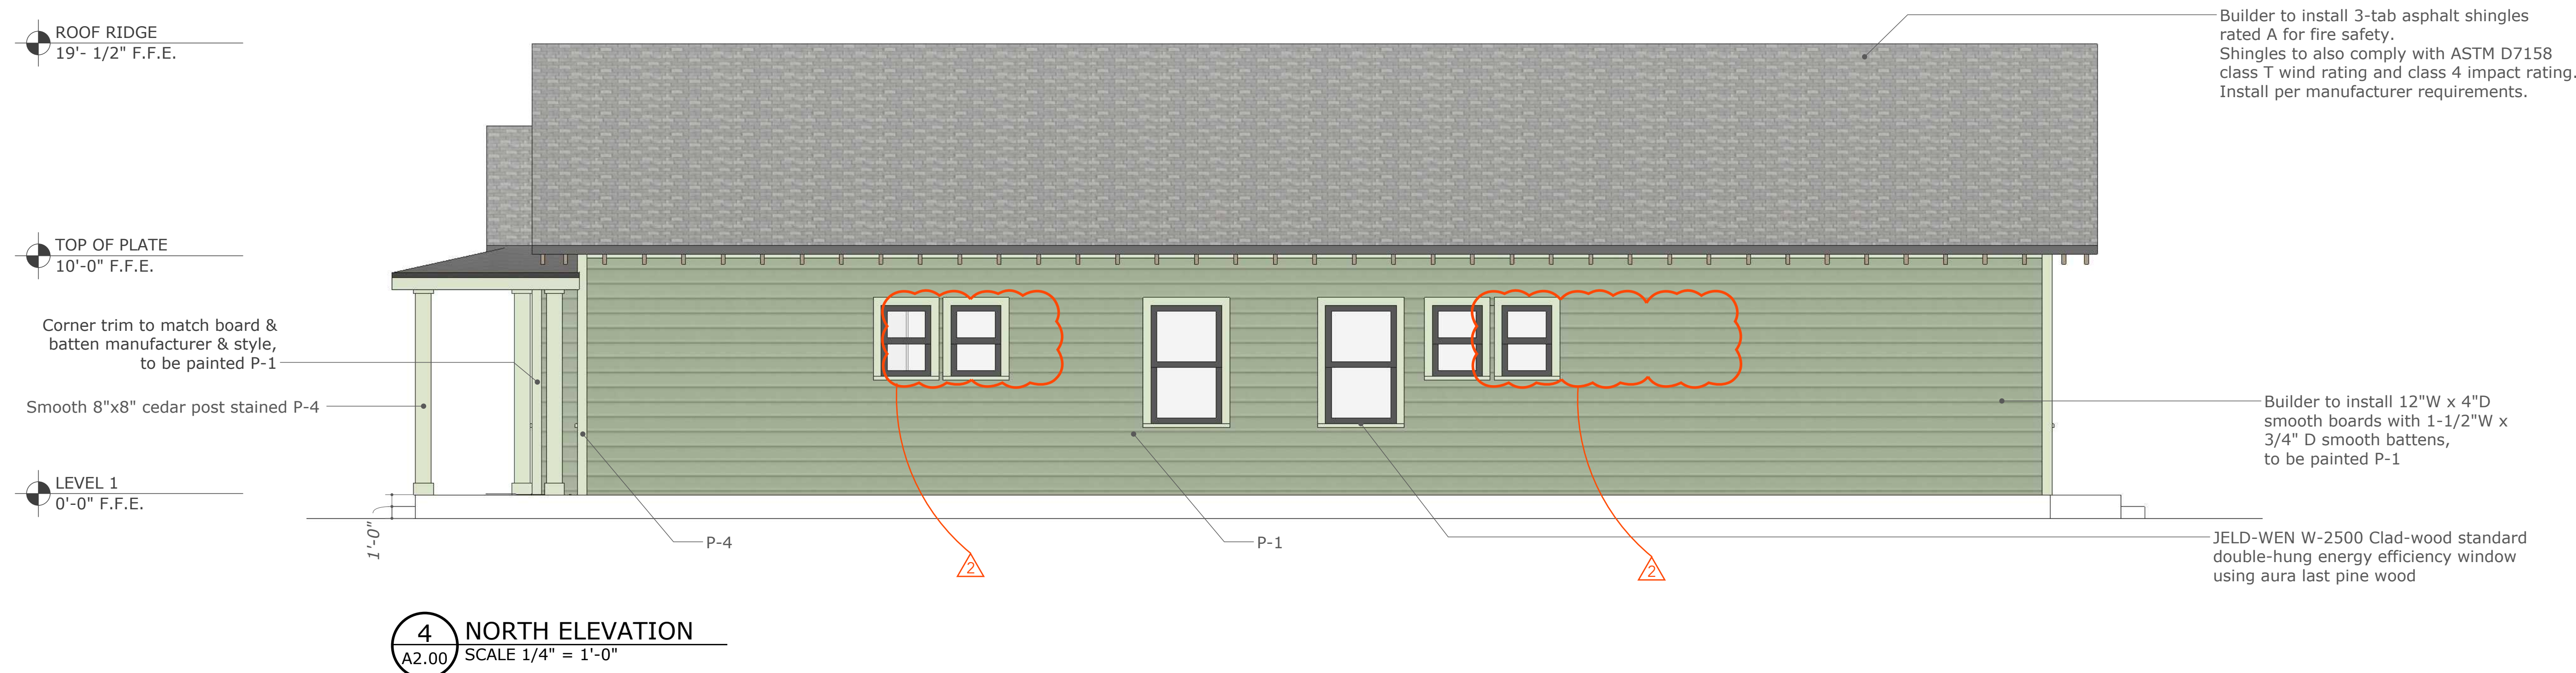 ROOF RIDGE
19'- 1/2" F.F.E.
TOP OF PLATE
10'-0" F.F.E.
Corner trim to match board &
batten manufacturer & style,
to be painted P-1
Smooth 8"x8" cedar post stained P-4
LEVEL 1
0'-0" F.F.E.
1'-0"
P-4
2
P-1
2
Builder to install 3-tab asphalt shingles
rated A for fire safety.
Shingles to also comply with ASTM D7158
class T wind rating and class 4 impact rating.
Install per manufacturer requirements.
Builder to install 12"W x 4"D
smooth boards with 1-1/2"W x
3/4" D smooth battens,
to be painted P-1
JELD-WEN W-2500 Clad-wood standard
double-hung energy efficiency window
using aura last pine wood
4
A2.00
NORTH ELEVATION
SCALE 1/4" = 1'-0"